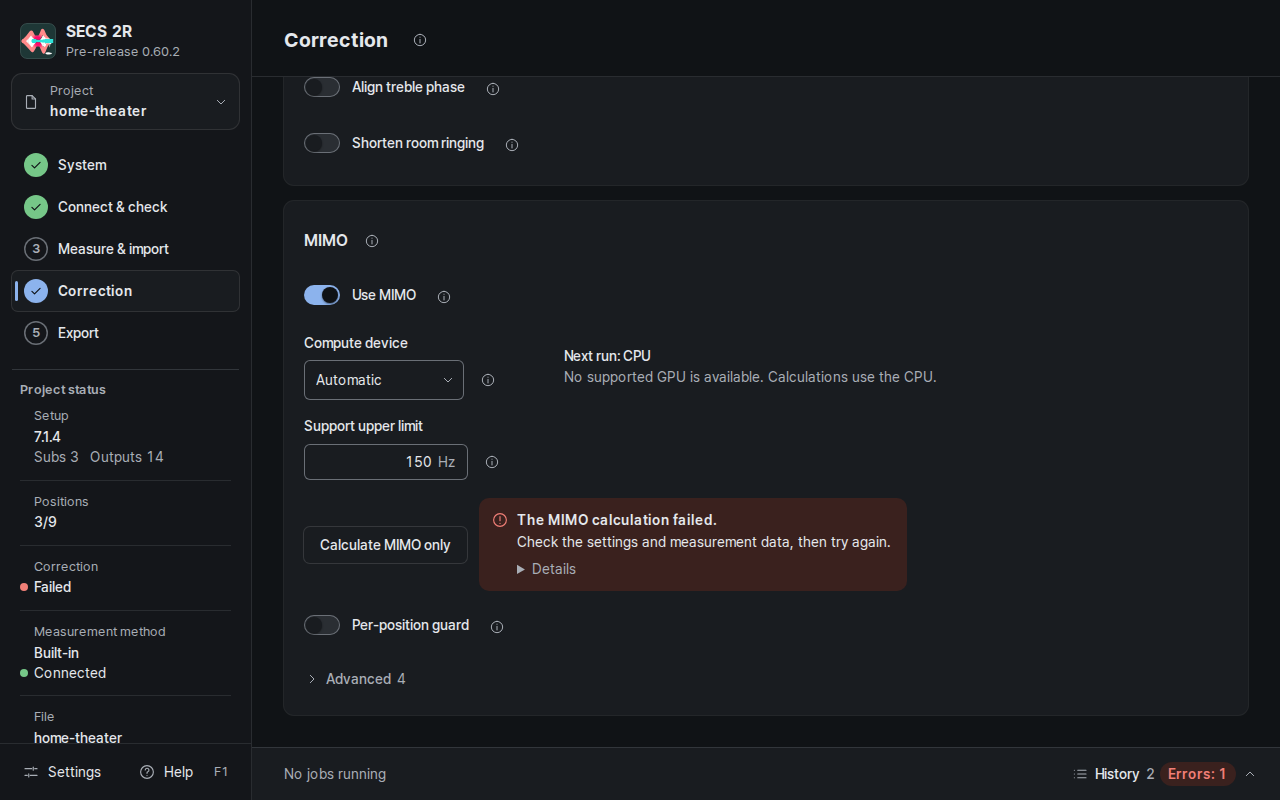 SECS 2R
Pre-release 0.60.2
Project
home-theater
System
Connect & check
3 Measure & import
Correction
5 Export
Project status
Setup
7.1.4
Subs 3 Outputs 14
Positions
3/9
Correction
Failed
Measurement method
Built-in
Connected
File
home-theater
Settings Help F1
Correction
Align treble phase
Shorten room ringing
MIMO
Use MIMO
Compute device
Automatic
Next run: CPU
No supported GPU is available. Calculations use the CPU.
Support upper limit
150 Hz
Calculate MIMO only
The MIMO calculation failed.
Check the settings and measurement data, then try again.
Details
Per-position guard
Advanced 4
No jobs running
History 2 Errors: 1